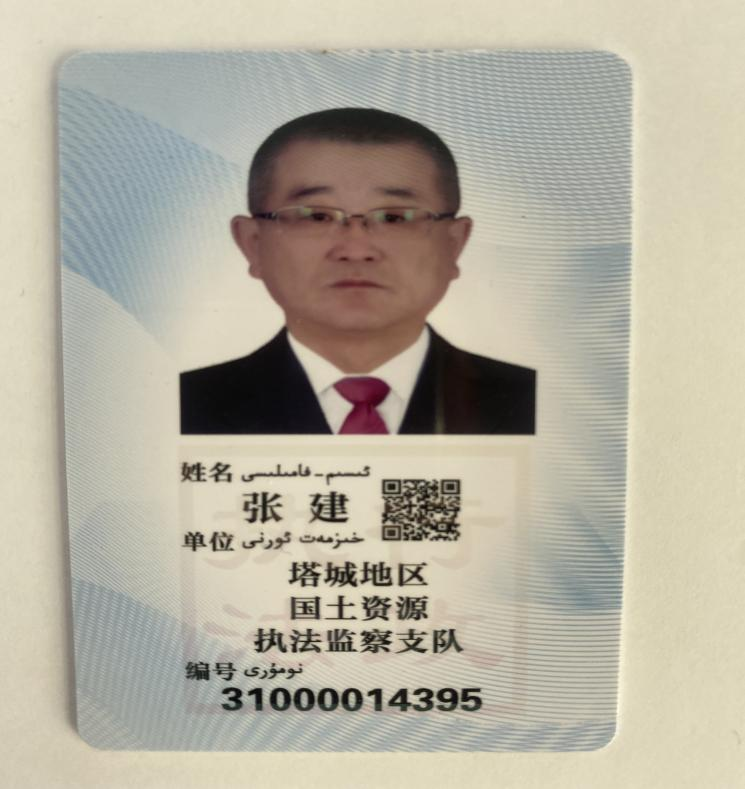 姓名 ئىسىم-فامىلىسى
张 建
单位 خىزمەت ئورنى
塔城地区
国土资源
执法监察支队
编号 نومۇرى
31000014395